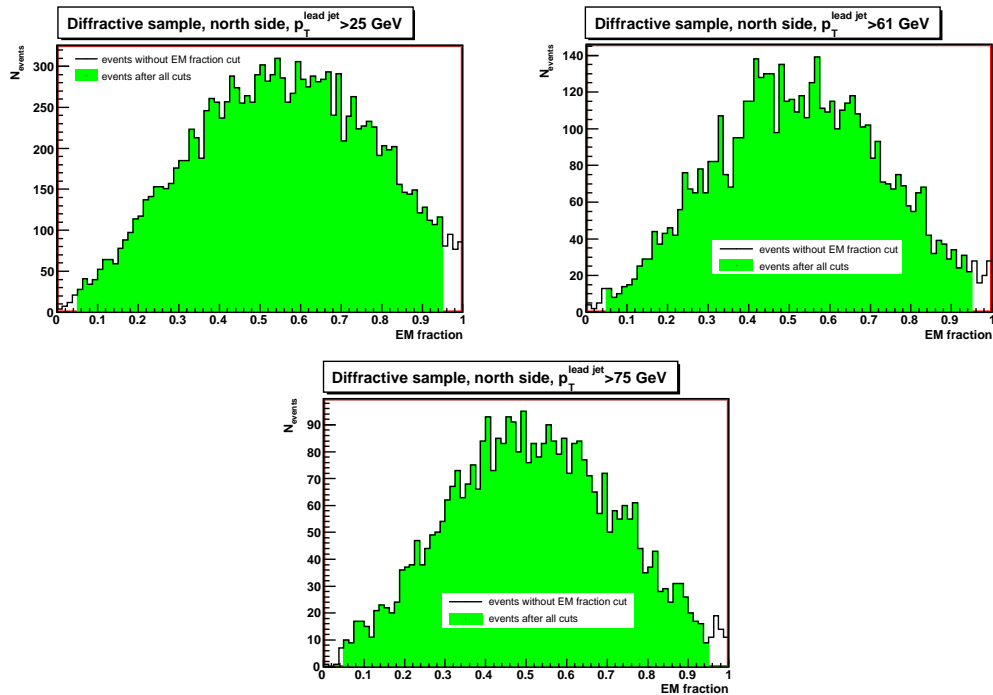 Diffractive sample, north side, p_T^lead jet>25 GeV
N_events
events without EM fraction cut
events after all cuts
300
250
200
150
100
50
0
0 0.1 0.2 0.3 0.4 0.5 0.6 0.7 0.8 0.9 1
EM fraction
Diffractive sample, north side, p_T^lead jet>61 GeV
N_events
140
120
100
80
60
40
20
0
events without EM fraction cut
events after all cuts
0 0.1 0.2 0.3 0.4 0.5 0.6 0.7 0.8 0.9 1
EM fraction
Diffractive sample, north side, p_T^lead jet>75 GeV
N_events
90
80
70
60
50
40
30
20
10
0
events without EM fraction cut
events after all cuts
0 0.1 0.2 0.3 0.4 0.5 0.6 0.7 0.8 0.9 1
EM fraction